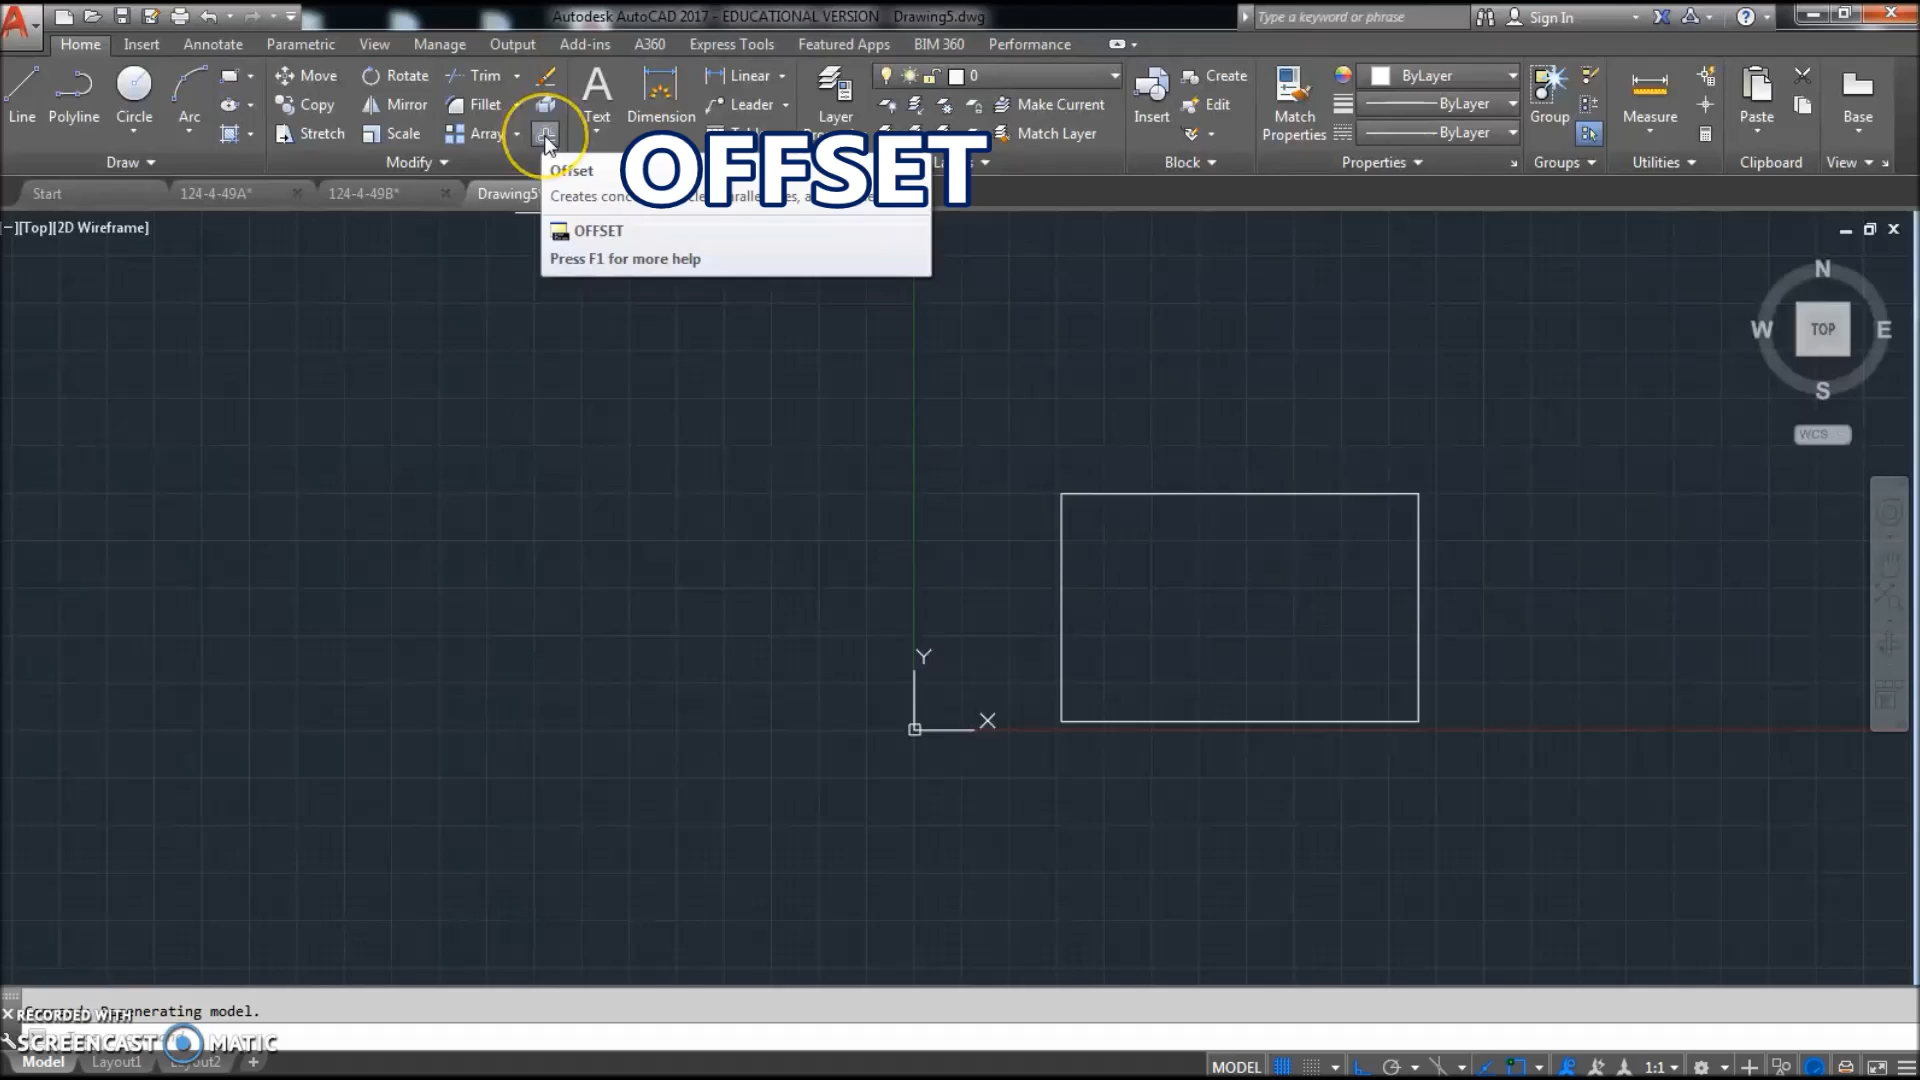 Autodesk AutoCAD 2017 - EDUCATIONAL VERSION Drawing5.dwg
Type a keyword or phrase
Sign In
Home Insert Annotate Parametric View Manage Output Add-ins A360 Express Tools Featured Apps BIM 360 Performance
Line Polyline Circle Arc
Draw
Move Rotate Trim
Copy Mirror Fillet
Stretch Scale Array
Modify
Text
Dimension
Linear
Leader
Layer
0
Make Current
Match Layer
Insert
Create
Edit
Block
Match
Properties
ByLayer
ByLayer
ByLayer
Properties
Group
Groups
Measure
Utilities
Paste
Clipboard
Base
View
OFFSET
Start 124-4-49A* 124-4-49B* Drawing5
Offset
Creates
OFFSET
Press F1 for more help
[Top][2D Wireframe]
N
W TOP E
S
WCS
Y
X
Regenerating model.
RECORDED WITH
SCREENCAST MATIC
Model Layout1 Layout2 +
MODEL 1:1